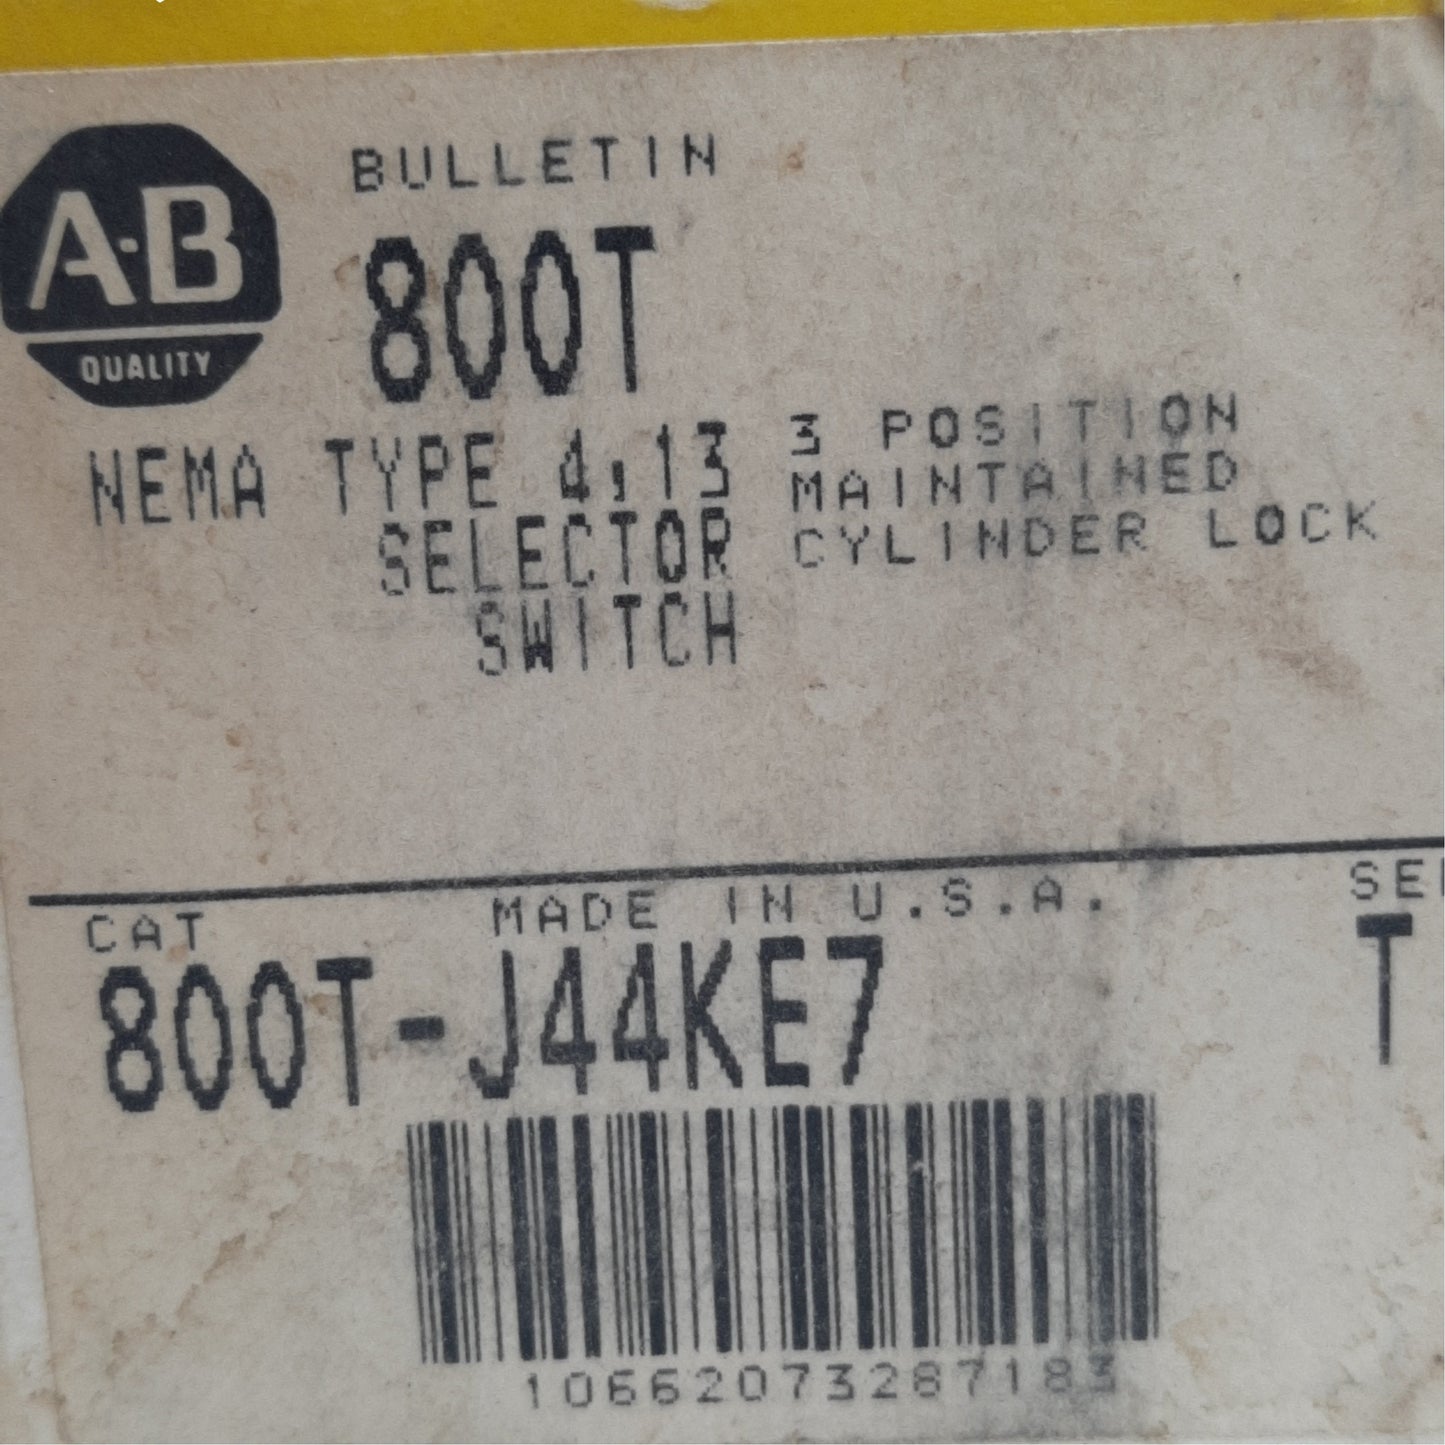 A-B
QUALITY
BULLETIN
800T
NEMA TYPE 4,13
SELECTOR
SWITCH
3 POSITION
MAINTAINED
CYLINDER LOCK
MADE IN U.S.A.
CAT
800T-J44KE7
T
10662073287183